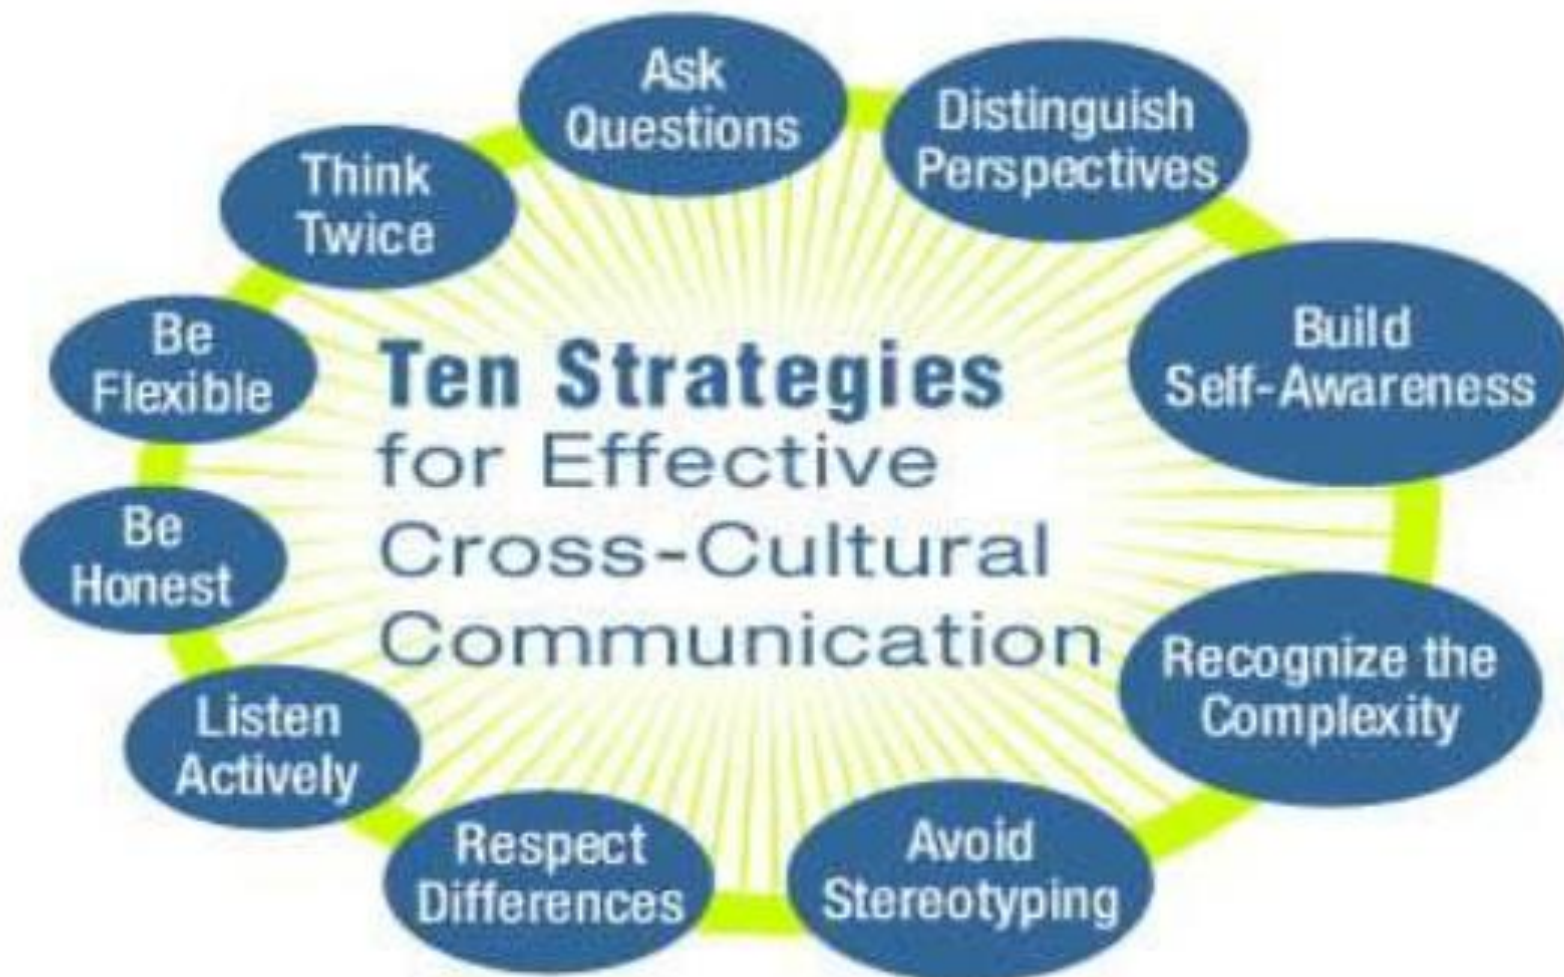 Ten Strategies
for Effective
Cross-Cultural
Communication
Ask
Questions
Distinguish
Perspectives
Build
Self-Awareness
Recognize the
Complexity
Avoid
Stereotyping
Respect
Differences
Listen
Actively
Be
Honest
Be
Flexible
Think
Twice